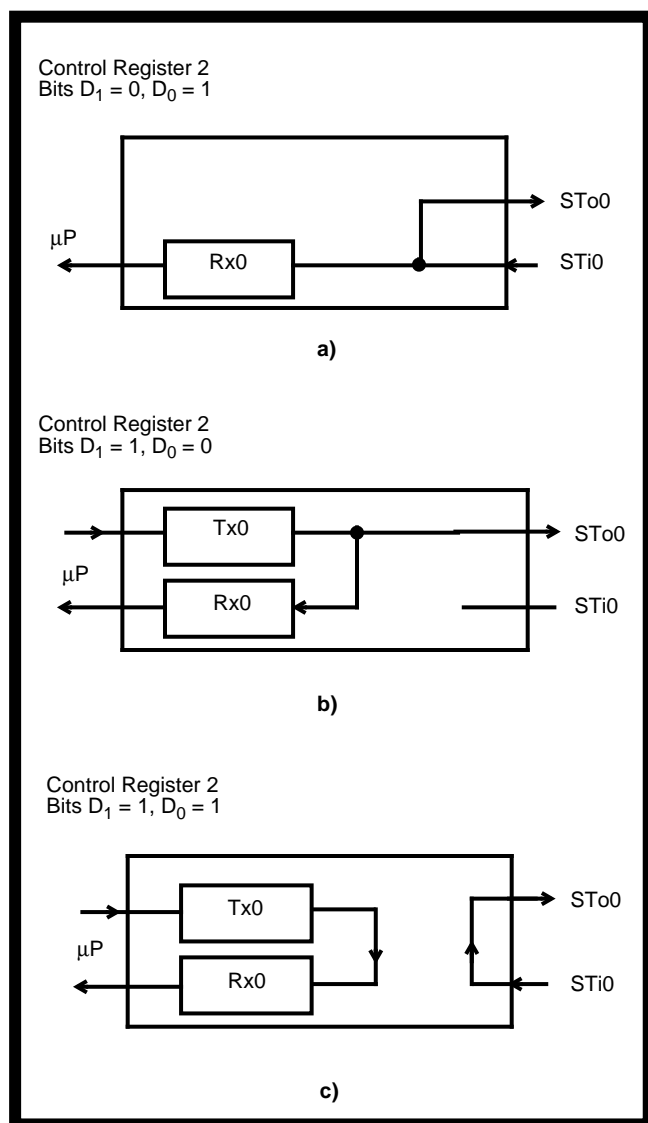 Control Register 2
Bits D₁ = 0, D₀ = 1
STo0
μP
Rx0
STi0
a)
Control Register 2
Bits D₁ = 1, D₀ = 0
Tx0
STo0
μP
Rx0
STi0
b)
Control Register 2
Bits D₁ = 1, D₀ = 1
Tx0
STo0
μP
Rx0
STi0
c)